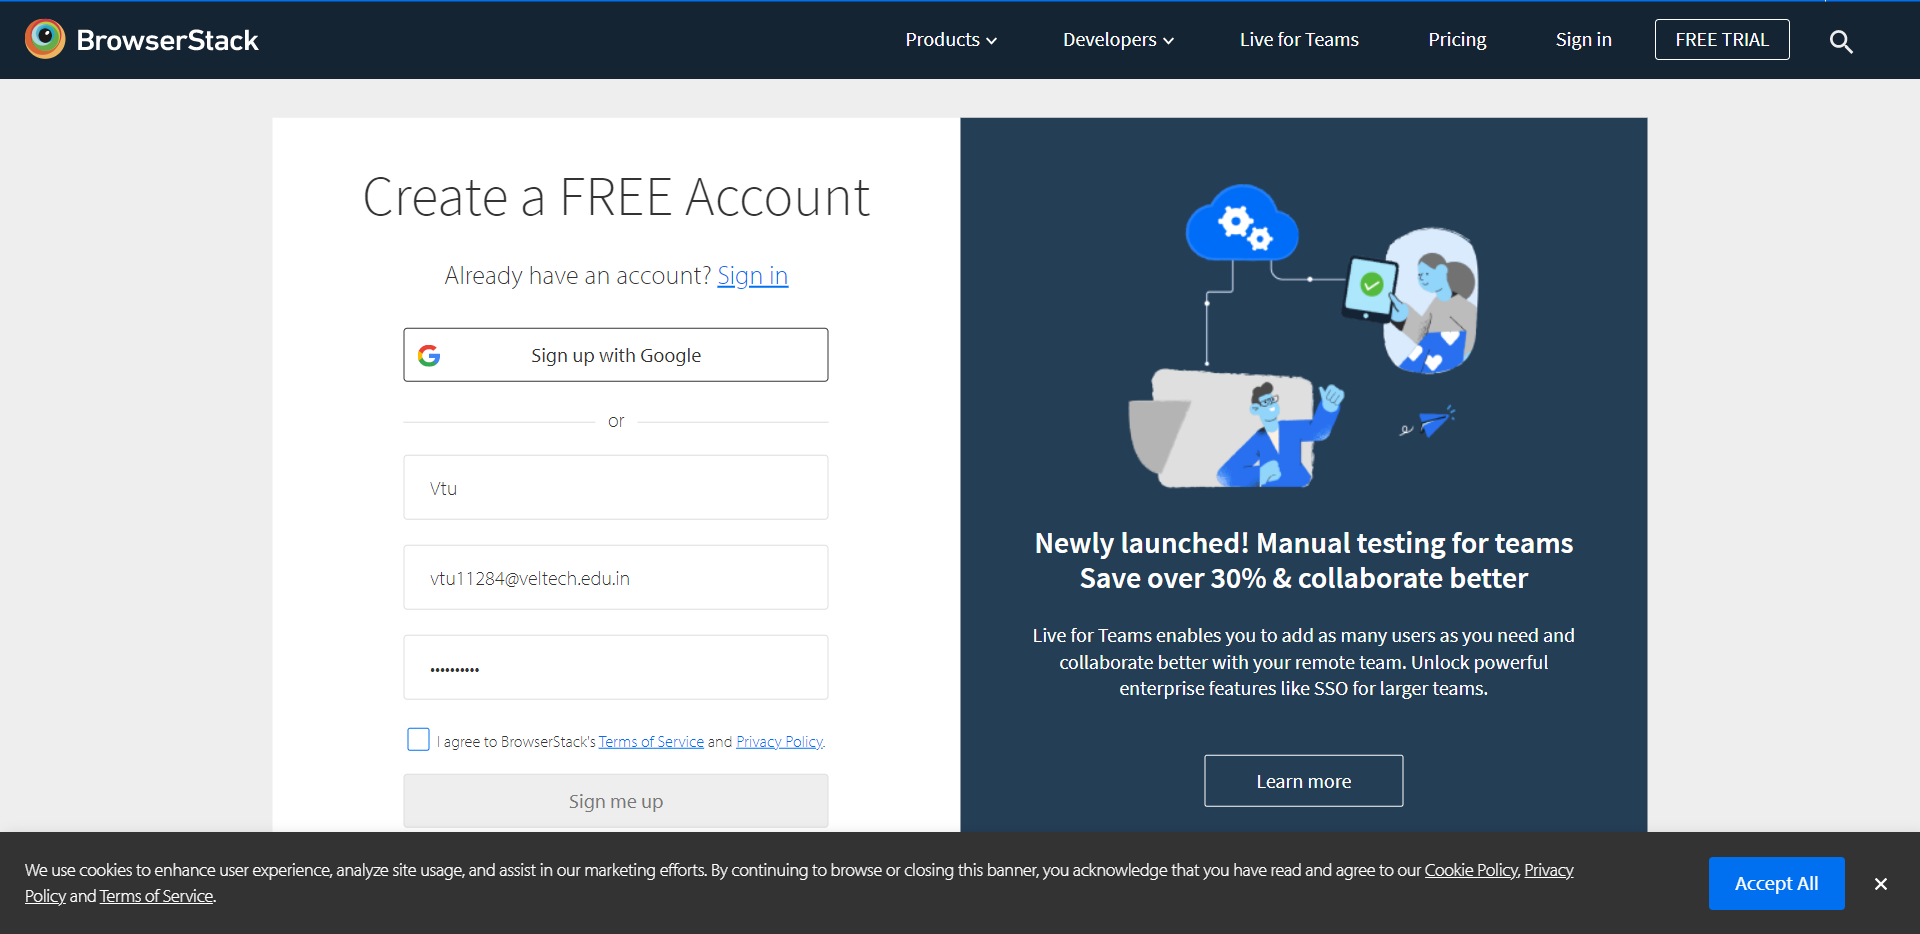 BrowserStack
Products
Developers
Live for Teams
Pricing
Sign in
FREE TRIAL
Create a FREE Account
Already have an account? Sign in
Sign up with Google
or
Vtu
vtu11284@veltech.edu.in
••••••••••
I agree to BrowserStack's Terms of Service and Privacy Policy.
Sign me up
Newly launched! Manual testing for teams
Save over 30% & collaborate better
Live for Teams enables you to add as many users as you need and
collaborate better with your remote team. Unlock powerful
enterprise features like SSO for larger teams.
Learn more
We use cookies to enhance user experience, analyze site usage, and assist in our marketing efforts. By continuing to browse or closing this banner, you acknowledge that you have read and agree to our Cookie Policy, Privacy
Policy and Terms of Service.
Accept All